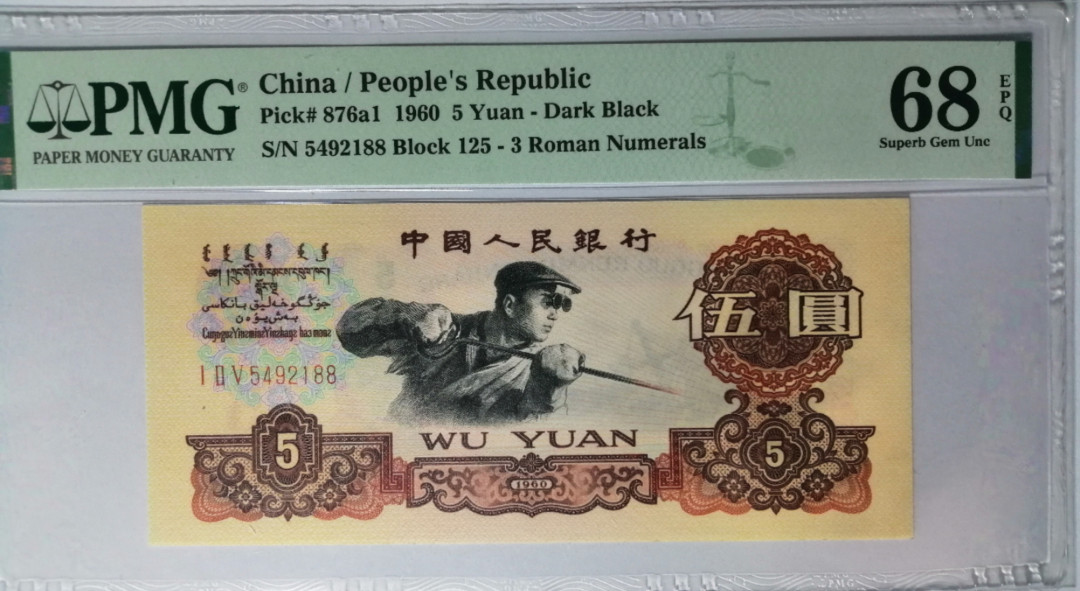 PMG®
PAPER MONEY GUARANTY
China / People's Republic
Pick# 876a1 1960 5 Yuan - Dark Black
S/N 5492188 Block 125 - 3 Roman Numerals
68
EPQ
Superb Gem Unc
中國人民銀行
伍圓
I II V 5492188
WU YUAN
5
5
1960